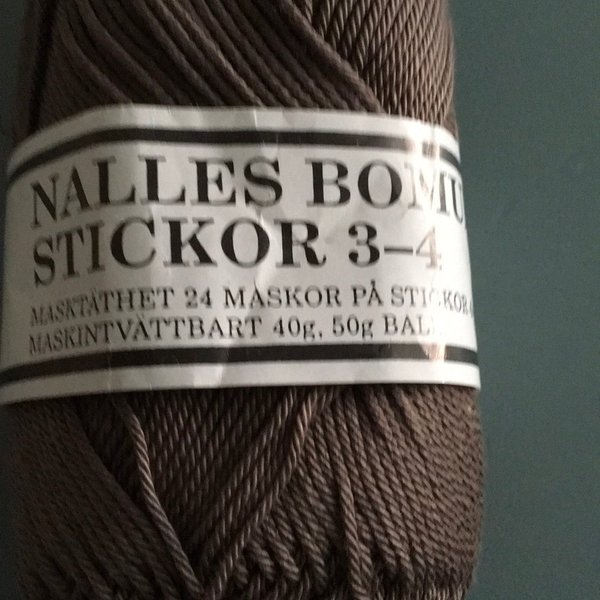 NALLES BOMU
STICKOR 3–4
MASKTÄTHET 24 MASKOR PÅ STICKOR
MASKINTVÄTTBART 40g, 50g BAL